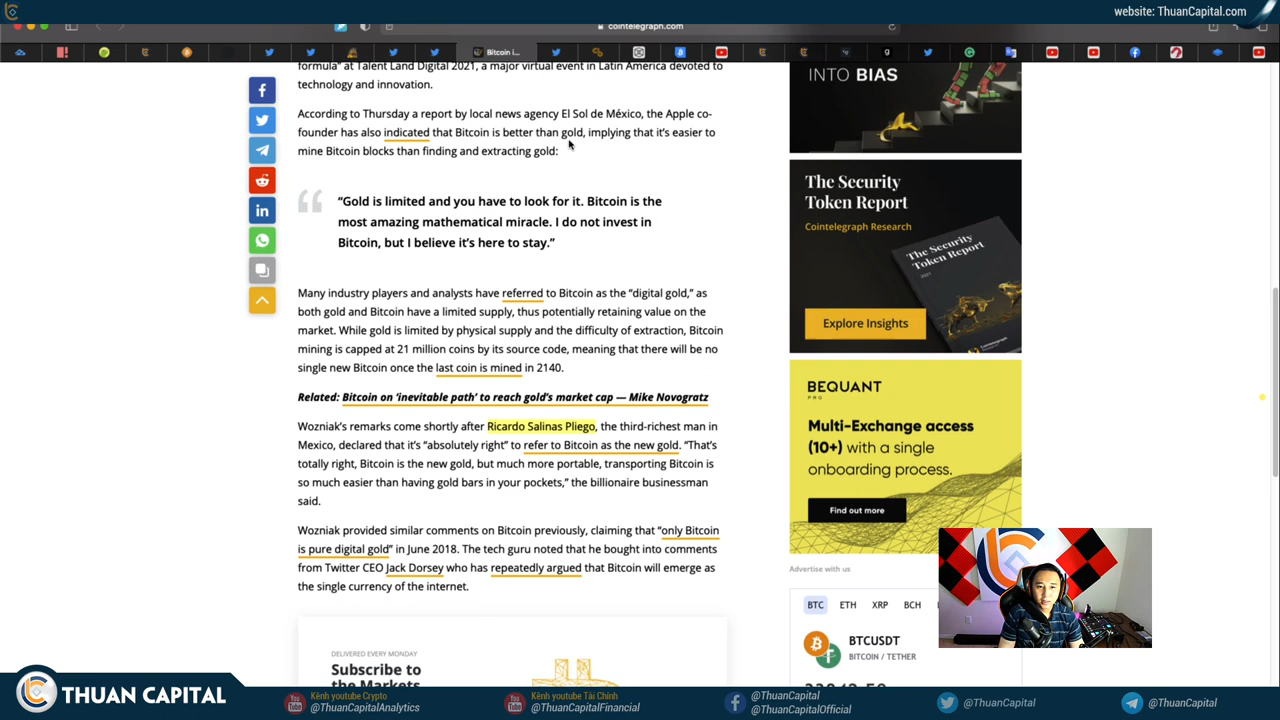 website: ThuanCapital.com
cointelegraph.com
Bitcoin i...
formula” at Talent Land Digital 2021, a major virtual event in Latin America devoted to
technology and innovation.
According to Thursday a report by local news agency El Sol de México, the Apple co-
founder has also indicated that Bitcoin is better than gold, implying that it’s easier to
mine Bitcoin blocks than finding and extracting gold:
“Gold is limited and you have to look for it. Bitcoin is the
most amazing mathematical miracle. I do not invest in
Bitcoin, but I believe it’s here to stay.”
Many industry players and analysts have referred to Bitcoin as the “digital gold,” as
both gold and Bitcoin have a limited supply, thus potentially retaining value on the
market. While gold is limited by physical supply and the difficulty of extraction, Bitcoin
mining is capped at 21 million coins by its source code, meaning that there will be no
single new Bitcoin once the last coin is mined in 2140.
Related: Bitcoin on ‘inevitable path’ to reach gold’s market cap — Mike Novogratz
Wozniak’s remarks come shortly after Ricardo Salinas Pliego, the third-richest man in
Mexico, declared that it’s “absolutely right” to refer to Bitcoin as the new gold. “That’s
totally right, Bitcoin is the new gold, but much more portable, transporting Bitcoin is
so much easier than having gold bars in your pockets,” the billionaire businessman
said.
Wozniak provided similar comments on Bitcoin previously, claiming that “only Bitcoin
is pure digital gold” in June 2018. The tech guru noted that he bought into comments
from Twitter CEO Jack Dorsey who has repeatedly argued that Bitcoin will emerge as
the single currency of the internet.
DELIVERED EVERY MONDAY
Subscribe to
the Markets
INTO BIAS
The Security
Token Report
Cointelegraph Research
The Security
Token Report
2021
Explore Insights
BEQUANT
PRO
Multi-Exchange access
(10+) with a single
onboarding process.
Find out more
Advertise with us
BTC ETH XRP BCH
BTCUSDT
BITCOIN / TETHER
THUAN CAPITAL
Kênh youtube Crypto
@ThuanCapitalAnalytics
Kênh youtube Tài Chính
@ThuanCapitalFinancial
@ThuanCapital
@ThuanCapitalOfficial
@ThuanCapital
@ThuanCapital